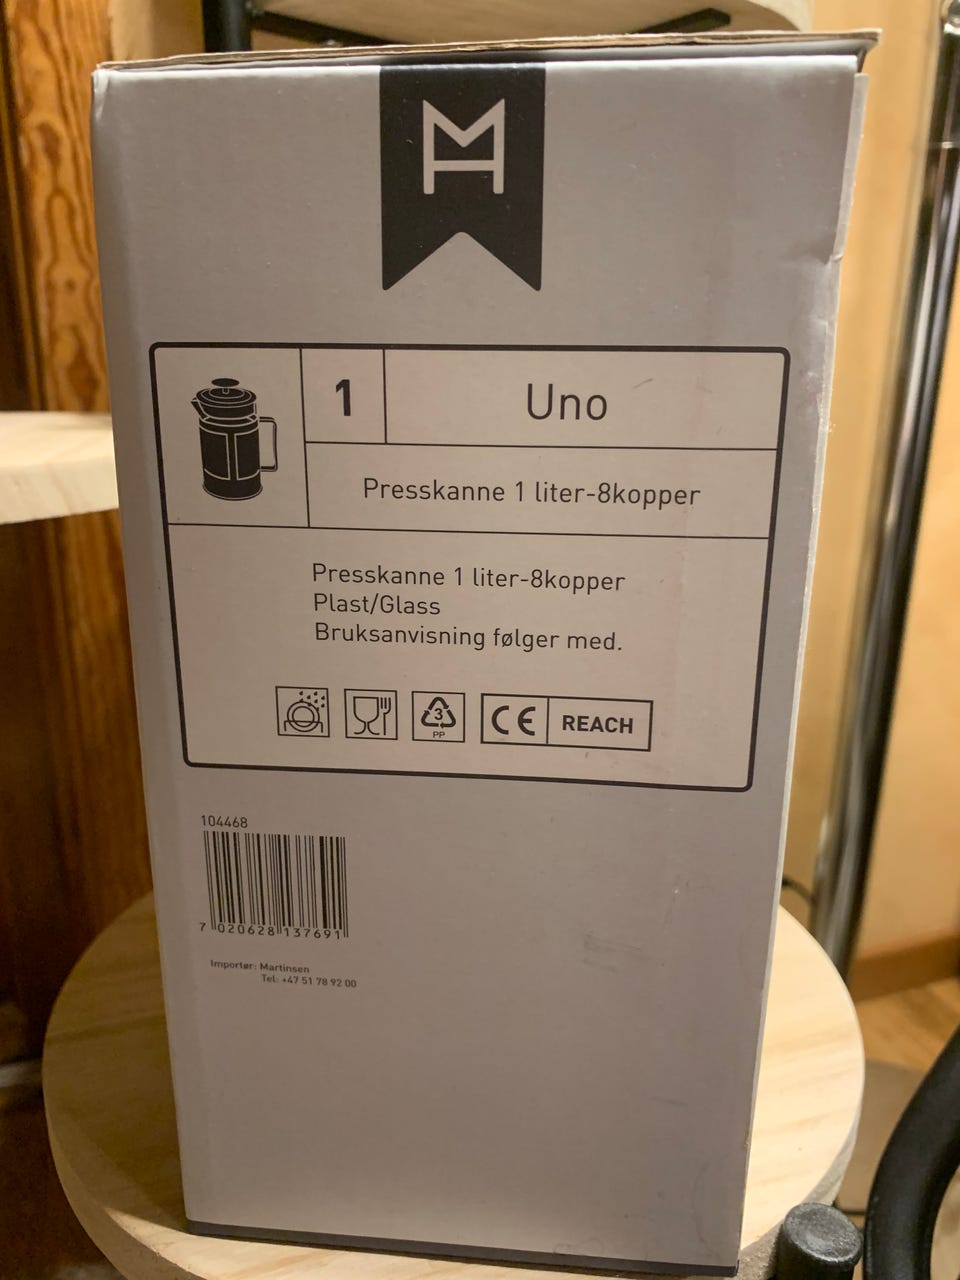 1
Uno
Presskanne 1 liter-8kopper
Presskanne 1 liter-8kopper
Plast/Glass
Bruksanvisning følger med.
3
PP
CE
REACH
104468
7 020628 137691
Importør: Martinsen
Tel: +47 51 78 92 00